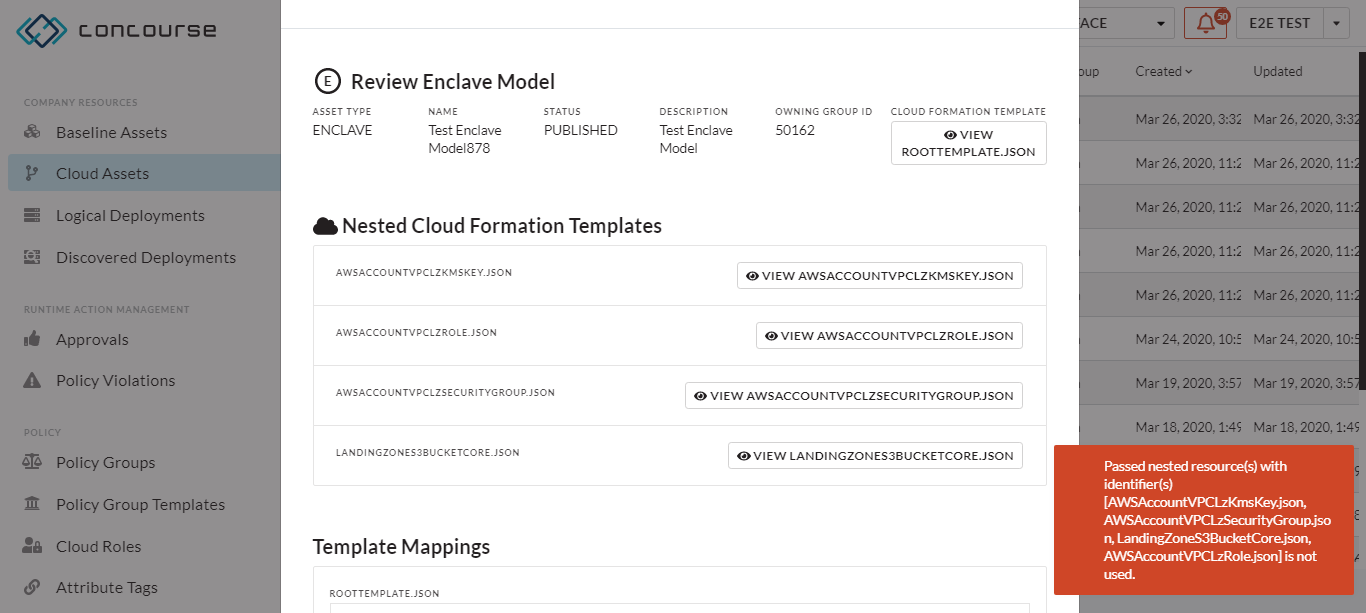 concourse
COMPANY RESOURCES
Baseline Assets
Cloud Assets
Logical Deployments
Discovered Deployments
RUNTIME ACTION MANAGEMENT
Approvals
Policy Violations
POLICY
Policy Groups
Policy Group Templates
Cloud Roles
Attribute Tags
E Review Enclave Model
ASSET TYPE
ENCLAVE
NAME
Test Enclave
Model878
STATUS
PUBLISHED
DESCRIPTION
Test Enclave
Model
OWNING GROUP ID
50162
CLOUD FORMATION TEMPLATE
VIEW
ROOTTEMPLATE.JSON
Nested Cloud Formation Templates
AWSACCOUNTVPCLZKMSKEY.JSON VIEW AWSACCOUNTVPCLZKMSKEY.JSON
AWSACCOUNTVPCLZROLE.JSON VIEW AWSACCOUNTVPCLZROLE.JSON
AWSACCOUNTVPCLZSECURITYGROUP.JSON VIEW AWSACCOUNTVPCLZSECURITYGROUP.JSON
LANDINGZONES3BUCKETCORE.JSON VIEW LANDINGZONES3BUCKETCORE.JSON
Template Mappings
ROOTTEMPLATE.JSON
ACE 50 E2E TEST
oup Created Updated
Mar 26, 2020, 3:32 Mar 26, 2020, 3:32
Mar 26, 2020, 11:2 Mar 26, 2020, 11:2
Mar 26, 2020, 11:2 Mar 26, 2020, 11:2
Mar 26, 2020, 11:2 Mar 26, 2020, 11:2
Mar 26, 2020, 11:2 Mar 26, 2020, 11:2
Mar 24, 2020, 10:5 Mar 24, 2020, 10:5
Mar 19, 2020, 3:57 Mar 19, 2020, 3:57
Mar 18, 2020, 1:49 Mar 18, 2020, 1:49
Passed nested resource(s) with
identifier(s)
[AWSAccountVPCLzKmsKey.json,
AWSAccountVPCLzSecurityGroup.jso
n, LandingZoneS3BucketCore.json,
AWSAccountVPCLzRole.json] is not
used.